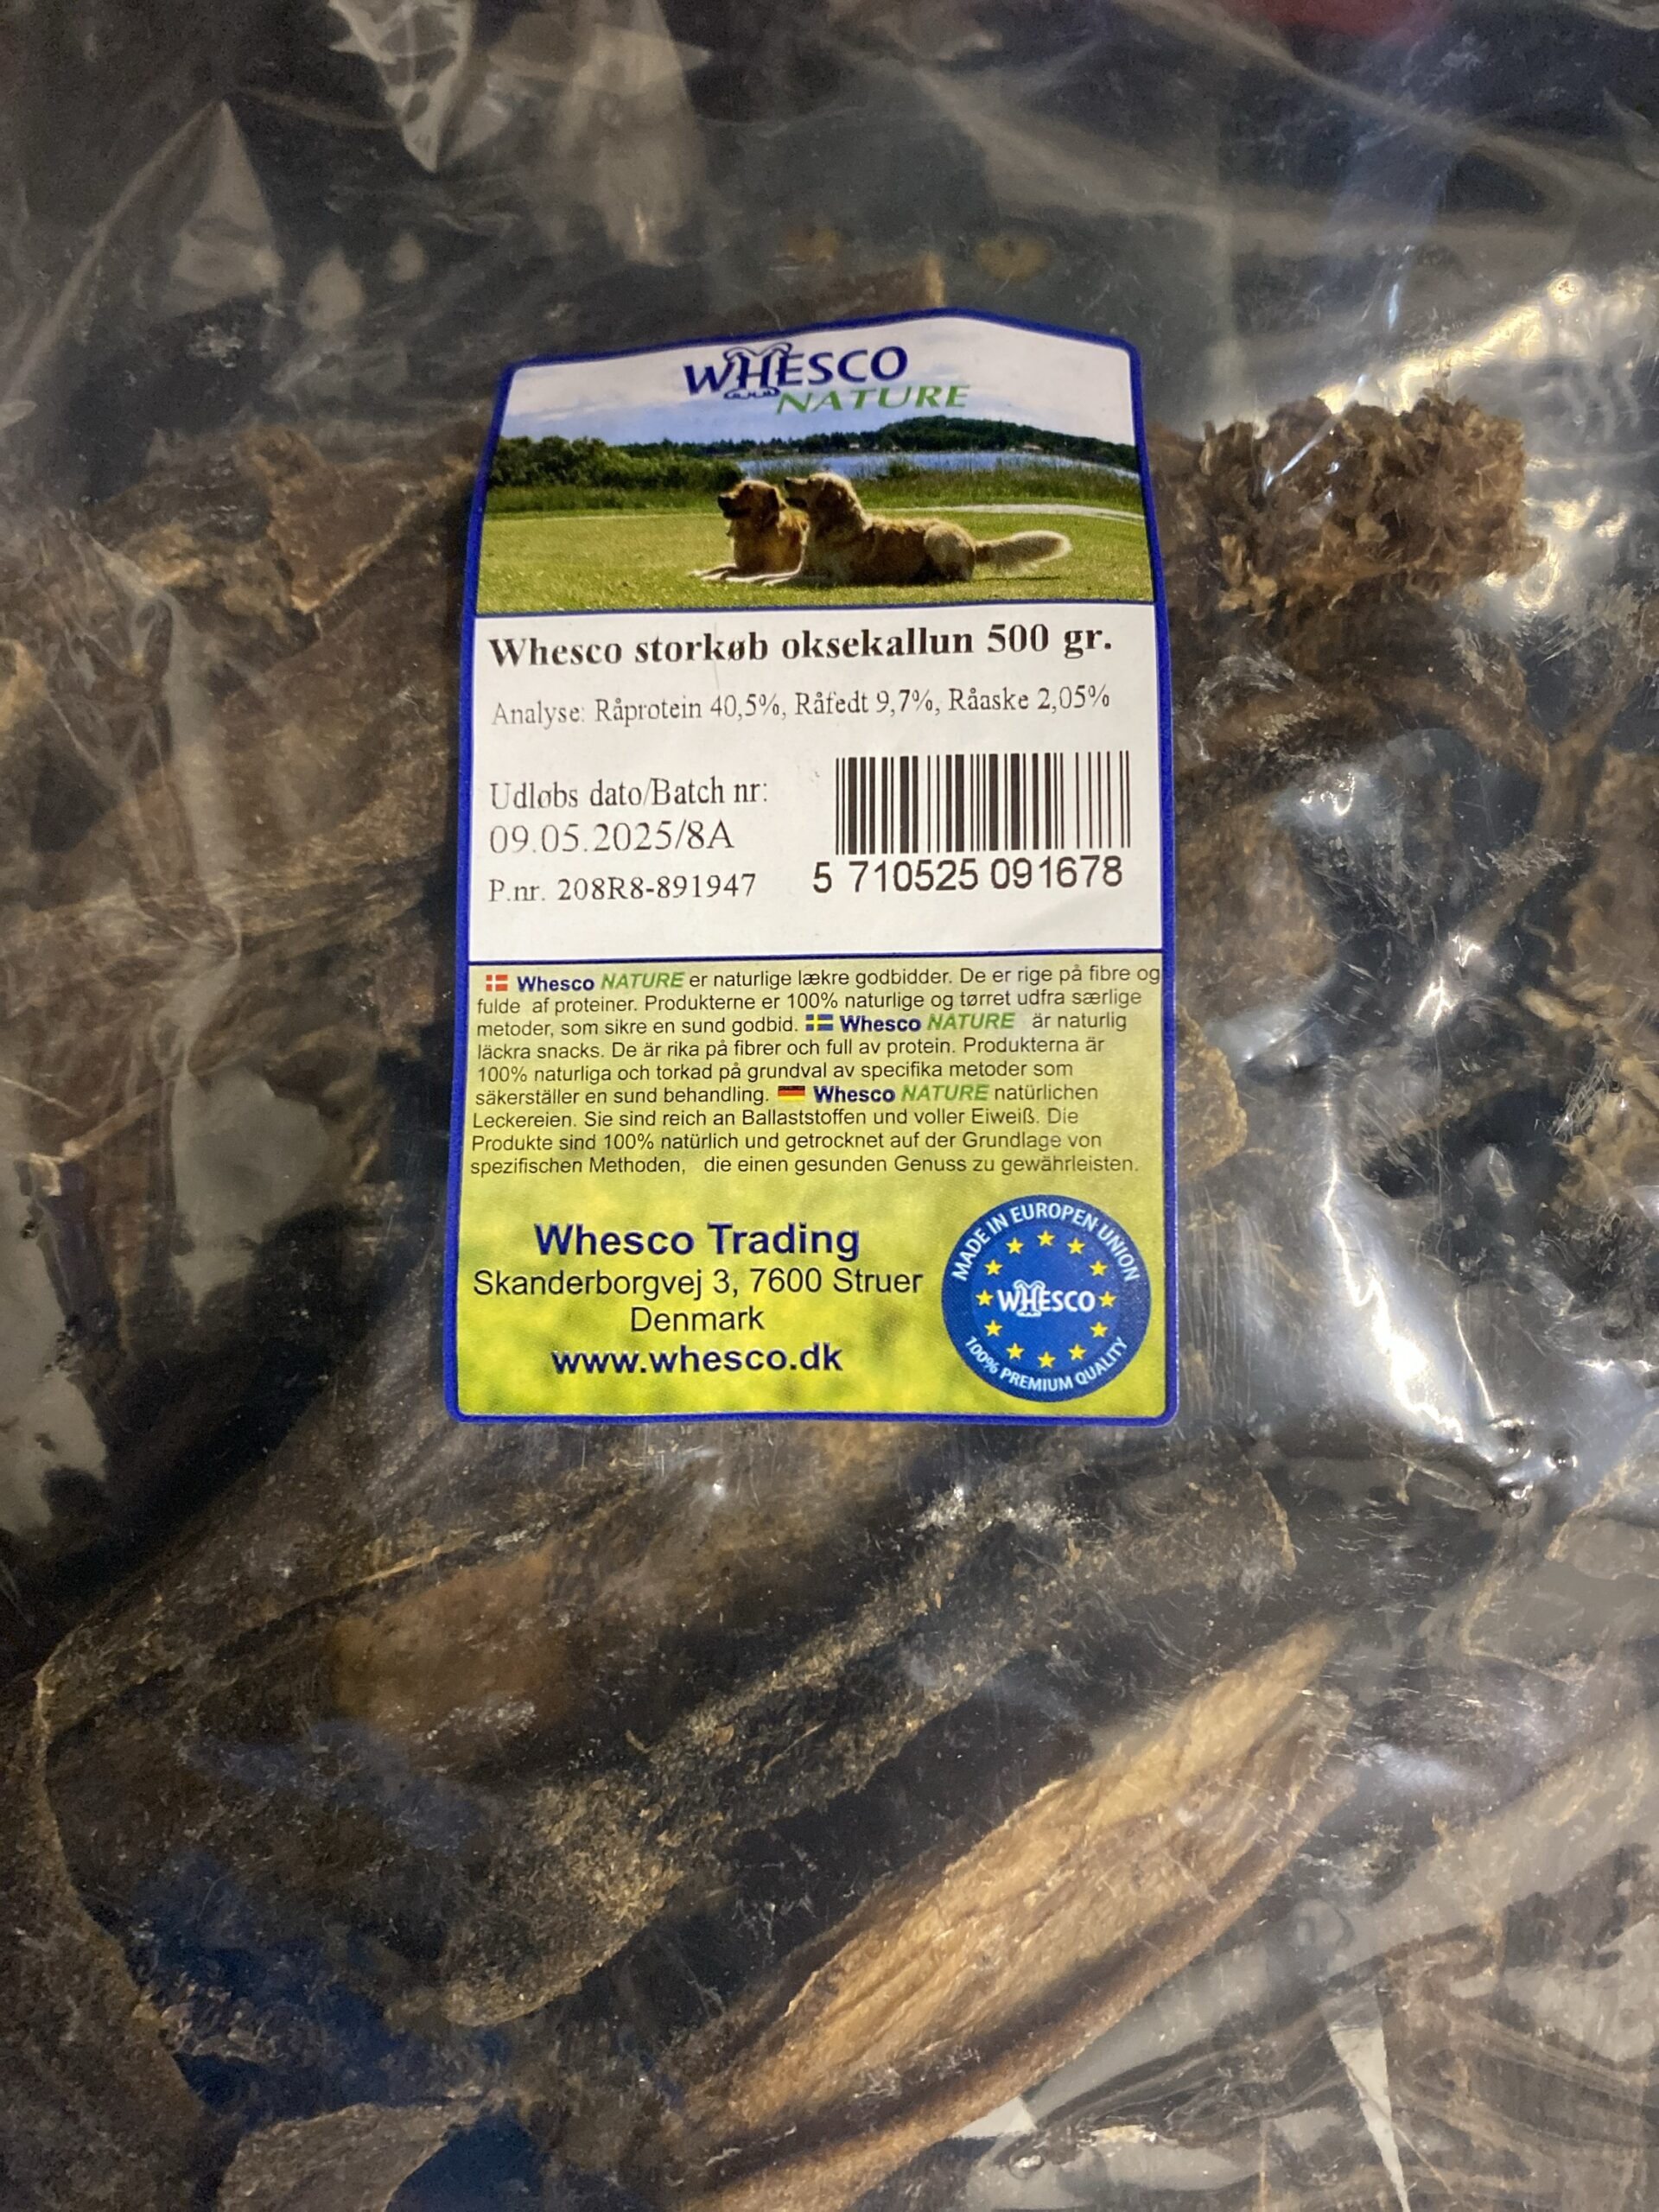 WHESCO
NATURE
Whesco storkøb oksekallun 500 gr.
Analyse: Råprotein 40,5%, Råfedt 9,7%, Råaske 2,05%
Udløbs dato/Batch nr:
09.05.2025/8A
P.nr. 208R8-891947
5 710525 091678
Whesco NATURE er naturlige lækre godbidder. De er rige på fibre og
fulde af proteiner. Produkterne er 100% naturlige og tørret udfra særlige
metoder, som sikre en sund godbid. Whesco NATURE är naturlig
läckra snacks. De är rika på fibrer och full av protein. Produkterna är
100% naturliga och torkad på grundval av specifika metoder som
säkerställer en sund behandling. Whesco NATURE natürlichen
Leckereien. Sie sind reich an Ballaststoffen und voller Eiweiß. Die
Produkte sind 100% natürlich und getrocknet auf der Grundlage von
spezifischen Methoden, die einen gesunden Genuss zu gewährleisten.
Whesco Trading
Skanderborgvej 3, 7600 Struer
Denmark
www.whesco.dk
MADE IN EUROPEN UNION
WHESCO
100% PREMIUM QUALITY